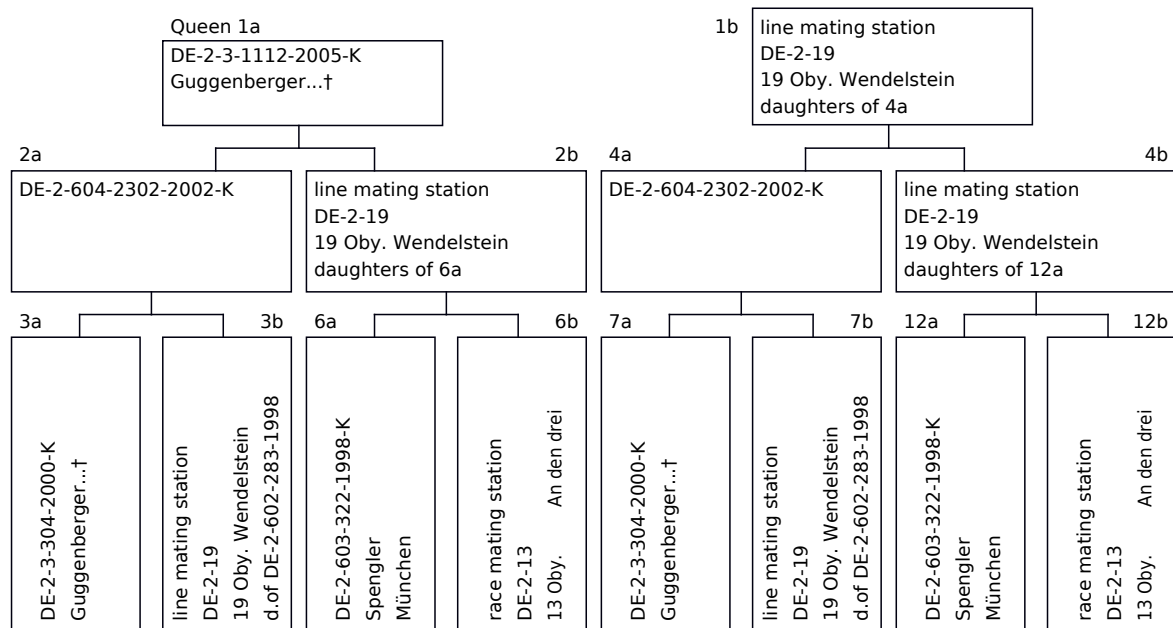 Queen 1a
DE-2-3-1112-2005-K
Guggenberger...†
1b
line mating station
DE-2-19
19 Oby. Wendelstein
daughters of 4a
2a
DE-2-604-2302-2002-K
2b
line mating station
DE-2-19
19 Oby. Wendelstein
daughters of 6a
4a
DE-2-604-2302-2002-K
4b
line mating station
DE-2-19
19 Oby. Wendelstein
daughters of 12a
3a
DE-2-3-304-2000-K
Guggenberger...†
3b
line mating station
DE-2-19
19 Oby. Wendelstein
d.of DE-2-602-283-1998
6a
DE-2-603-322-1998-K
Spengler
München
6b
race mating station
DE-2-13
13 Oby. An den drei
7a
DE-2-3-304-2000-K
Guggenberger...†
7b
line mating station
DE-2-19
19 Oby. Wendelstein
d.of DE-2-602-283-1998
12a
DE-2-603-322-1998-K
Spengler
München
12b
race mating station
DE-2-13
13 Oby. An den drei